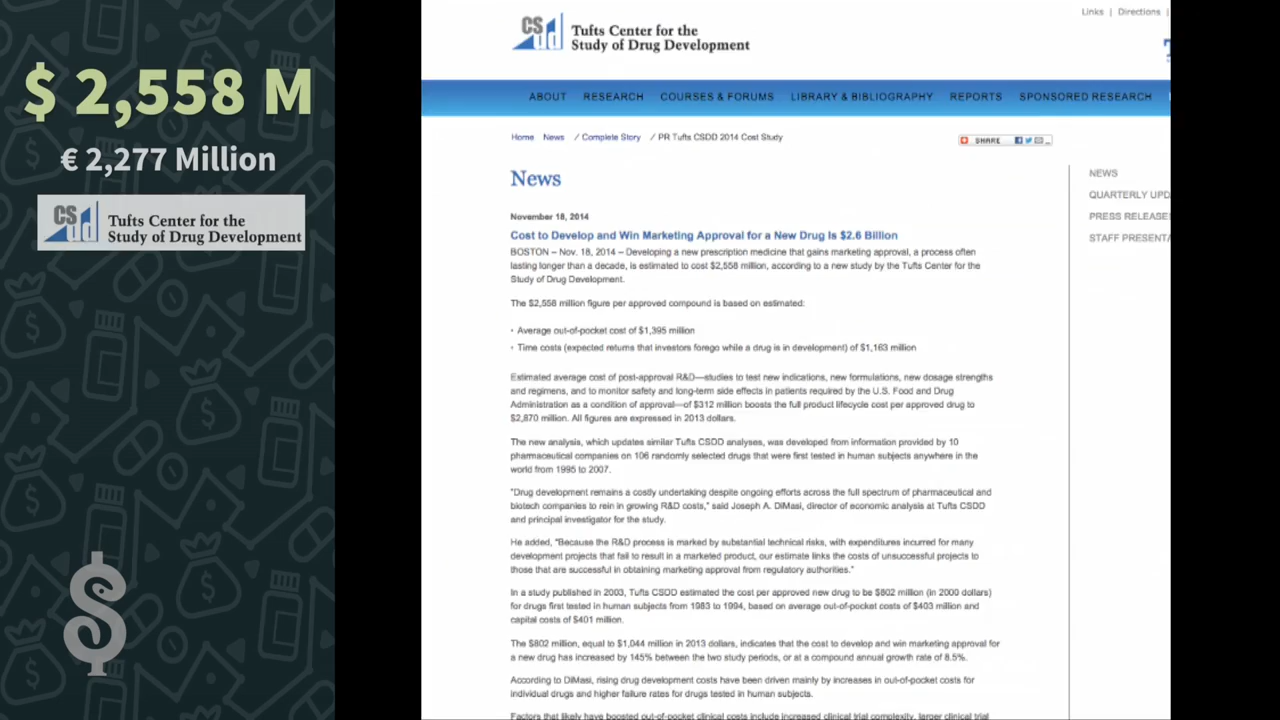 $ 2,558 M
€ 2,277 Million
CS dd Tufts Center for the
Study of Drug Development
CS dd Tufts Center for the
Study of Drug Development
Links | Directions |
ABOUT RESEARCH COURSES & FORUMS LIBRARY & BIBLIOGRAPHY REPORTS SPONSORED RESEARCH
Home News / Complete Story / PR Tufts CSDD 2014 Cost Study
SHARE
News
NEWS
QUARTERLY UPD
PRESS RELEASE
STAFF PRESENTA
November 18, 2014
Cost to Develop and Win Marketing Approval for a New Drug Is $2.6 Billion
BOSTON – Nov. 18, 2014 – Developing a new prescription medicine that gains marketing approval, a process often
lasting longer than a decade, is estimated to cost $2,558 million, according to a new study by the Tufts Center for the
Study of Drug Development.
The $2,558 million figure per approved compound is based on estimated:
• Average out-of-pocket cost of $1,395 million
• Time costs (expected returns that investors forego while a drug is in development) of $1,163 million
Estimated average cost of post-approval R&D—studies to test new indications, new formulations, new dosage strengths
and regimens, and to monitor safety and long-term side effects in patients required by the U.S. Food and Drug
Administration as a condition of approval—of $312 million boosts the full product lifecycle cost per approved drug to
$2,870 million. All figures are expressed in 2013 dollars.
The new analysis, which updates similar Tufts CSDD analyses, was developed from information provided by 10
pharmaceutical companies on 106 randomly selected drugs that were first tested in human subjects anywhere in the
world from 1995 to 2007.
"Drug development remains a costly undertaking despite ongoing efforts across the full spectrum of pharmaceutical and
biotech companies to rein in growing R&D costs," said Joseph A. DiMasi, director of economic analysis at Tufts CSDD
and principal investigator for the study.
He added, "Because the R&D process is marked by substantial technical risks, with expenditures incurred for many
development projects that fail to result in a marketed product, our estimate links the costs of unsuccessful projects to
those that are successful in obtaining marketing approval from regulatory authorities."
In a study published in 2003, Tufts CSDD estimated the cost per approved new drug to be $802 million (in 2000 dollars)
for drugs first tested in human subjects from 1983 to 1994, based on average out-of-pocket costs of $403 million and
capital costs of $401 million.
The $802 million, equal to $1,044 million in 2013 dollars, indicates that the cost to develop and win marketing approval for
a new drug has increased by 145% between the two study periods, or at a compound annual growth rate of 8.5%.
According to DiMasi, rising drug development costs have been driven mainly by increases in out-of-pocket costs for
individual drugs and higher failure rates for drugs tested in human subjects.
Factors that likely have boosted out-of-pocket clinical costs include increased clinical trial complexity, larger clinical trial